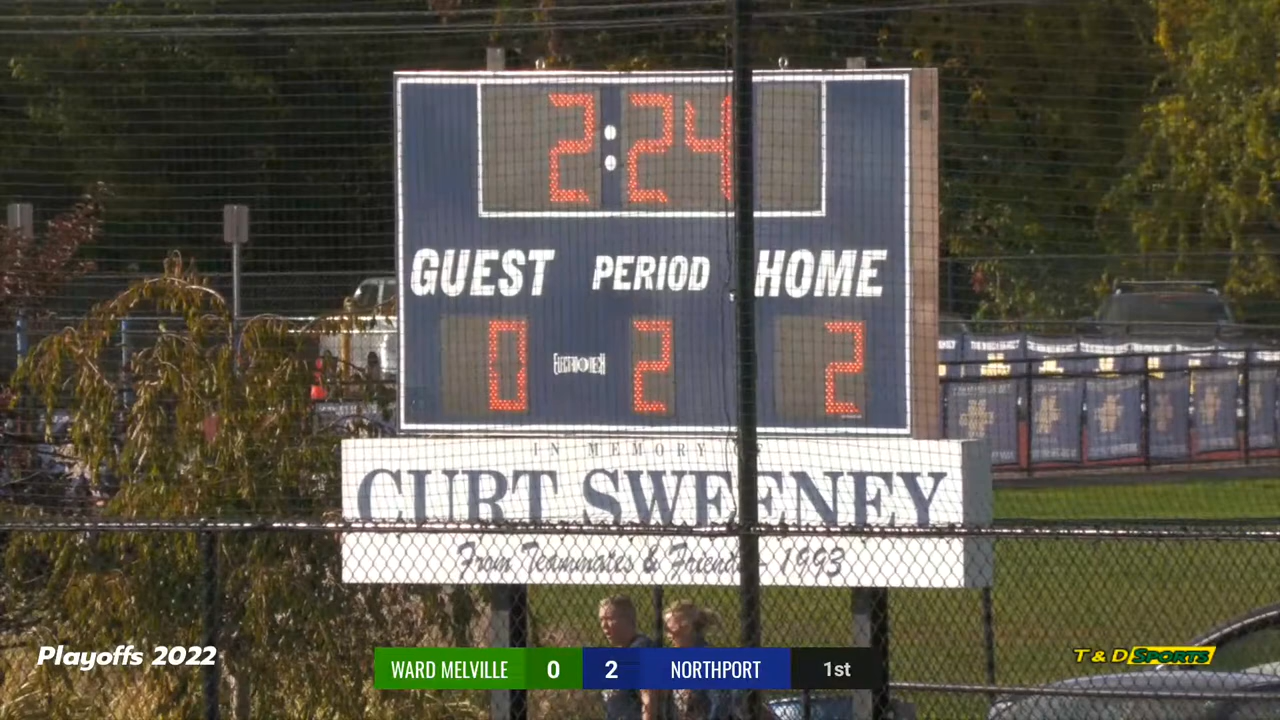 2:24
GUEST PERIOD HOME
0 2 2
IN MEMORY OF
CURT SWEENEY
From Teammates & Friends - 1993
Playoffs 2022
WARD MELVILLE 0 2 NORTHPORT 1st
T & D SPORTS